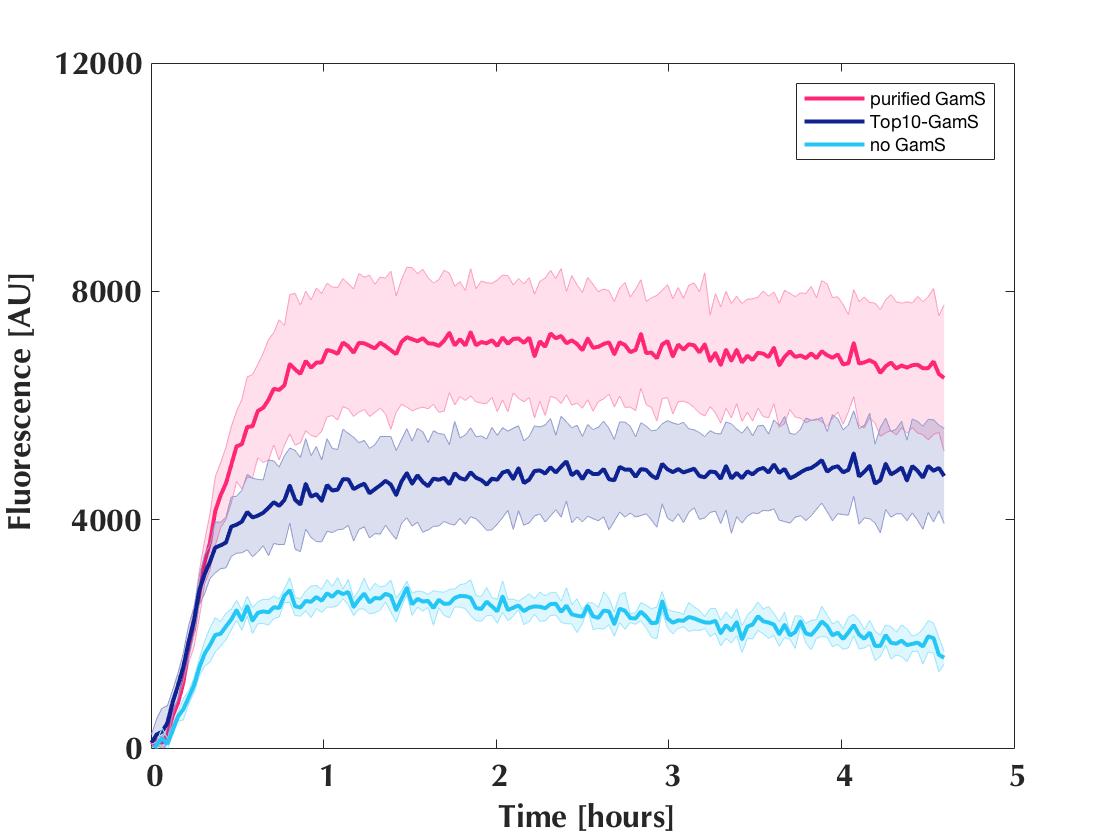 12000
8000
4000
0
Fluorescence [AU]
purified GamS
Top10-GamS
no GamS
0 1 2 3 4 5
Time [hours]